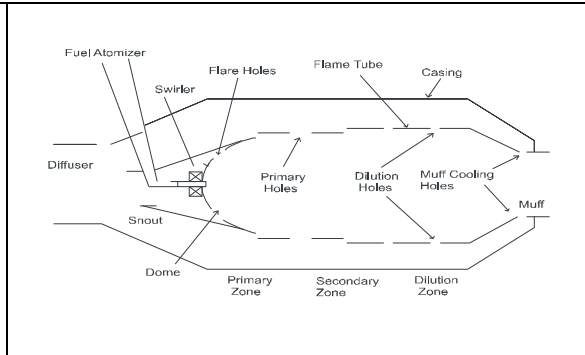 Fuel Atomizer
Flare Holes
Flame Tube
Casing
Swirler
Diffuser
Primary
Holes
Dilution
Holes
Muff Cooling
Holes
Snout
Muff
Dome
Primary
Zone
Secondary
Zone
Dilution
Zone